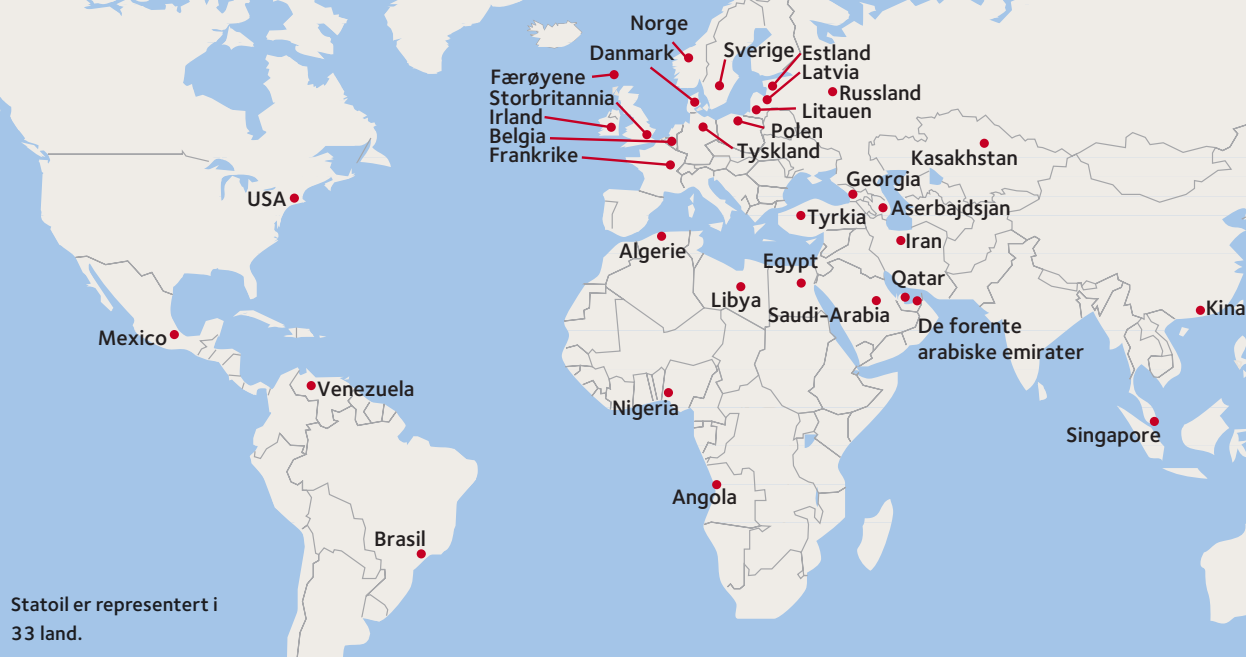 Norge
Danmark
Sverige
Estland
Latvia
Færøyene
Russland
Storbritannia
Litauen
Irland
Polen
Belgia
Tyskland
Frankrike
Kasakhstan
Georgia
USA
Aserbajdsjan
Tyrkia
Iran
Algerie
Egypt
Qatar
Libya
Saudi-Arabia
Kina
De forente
arabiske emirater
Mexico
Venezuela
Nigeria
Singapore
Angola
Brasil
Statoil er representert i
33 land.